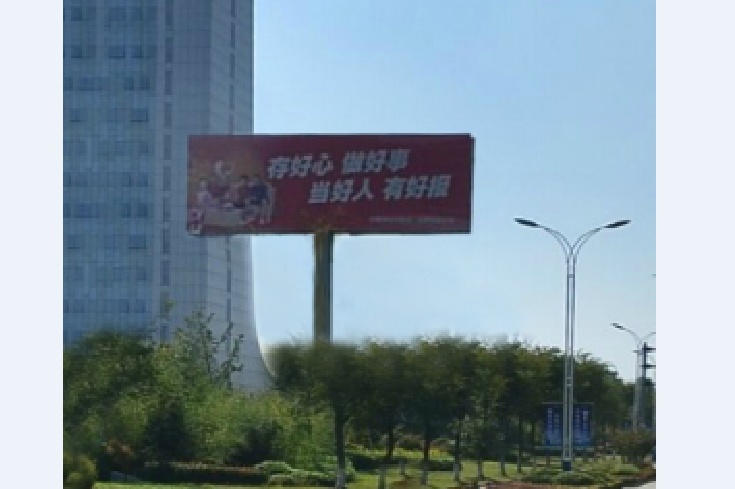 存好心 做好事
当好人 有好报